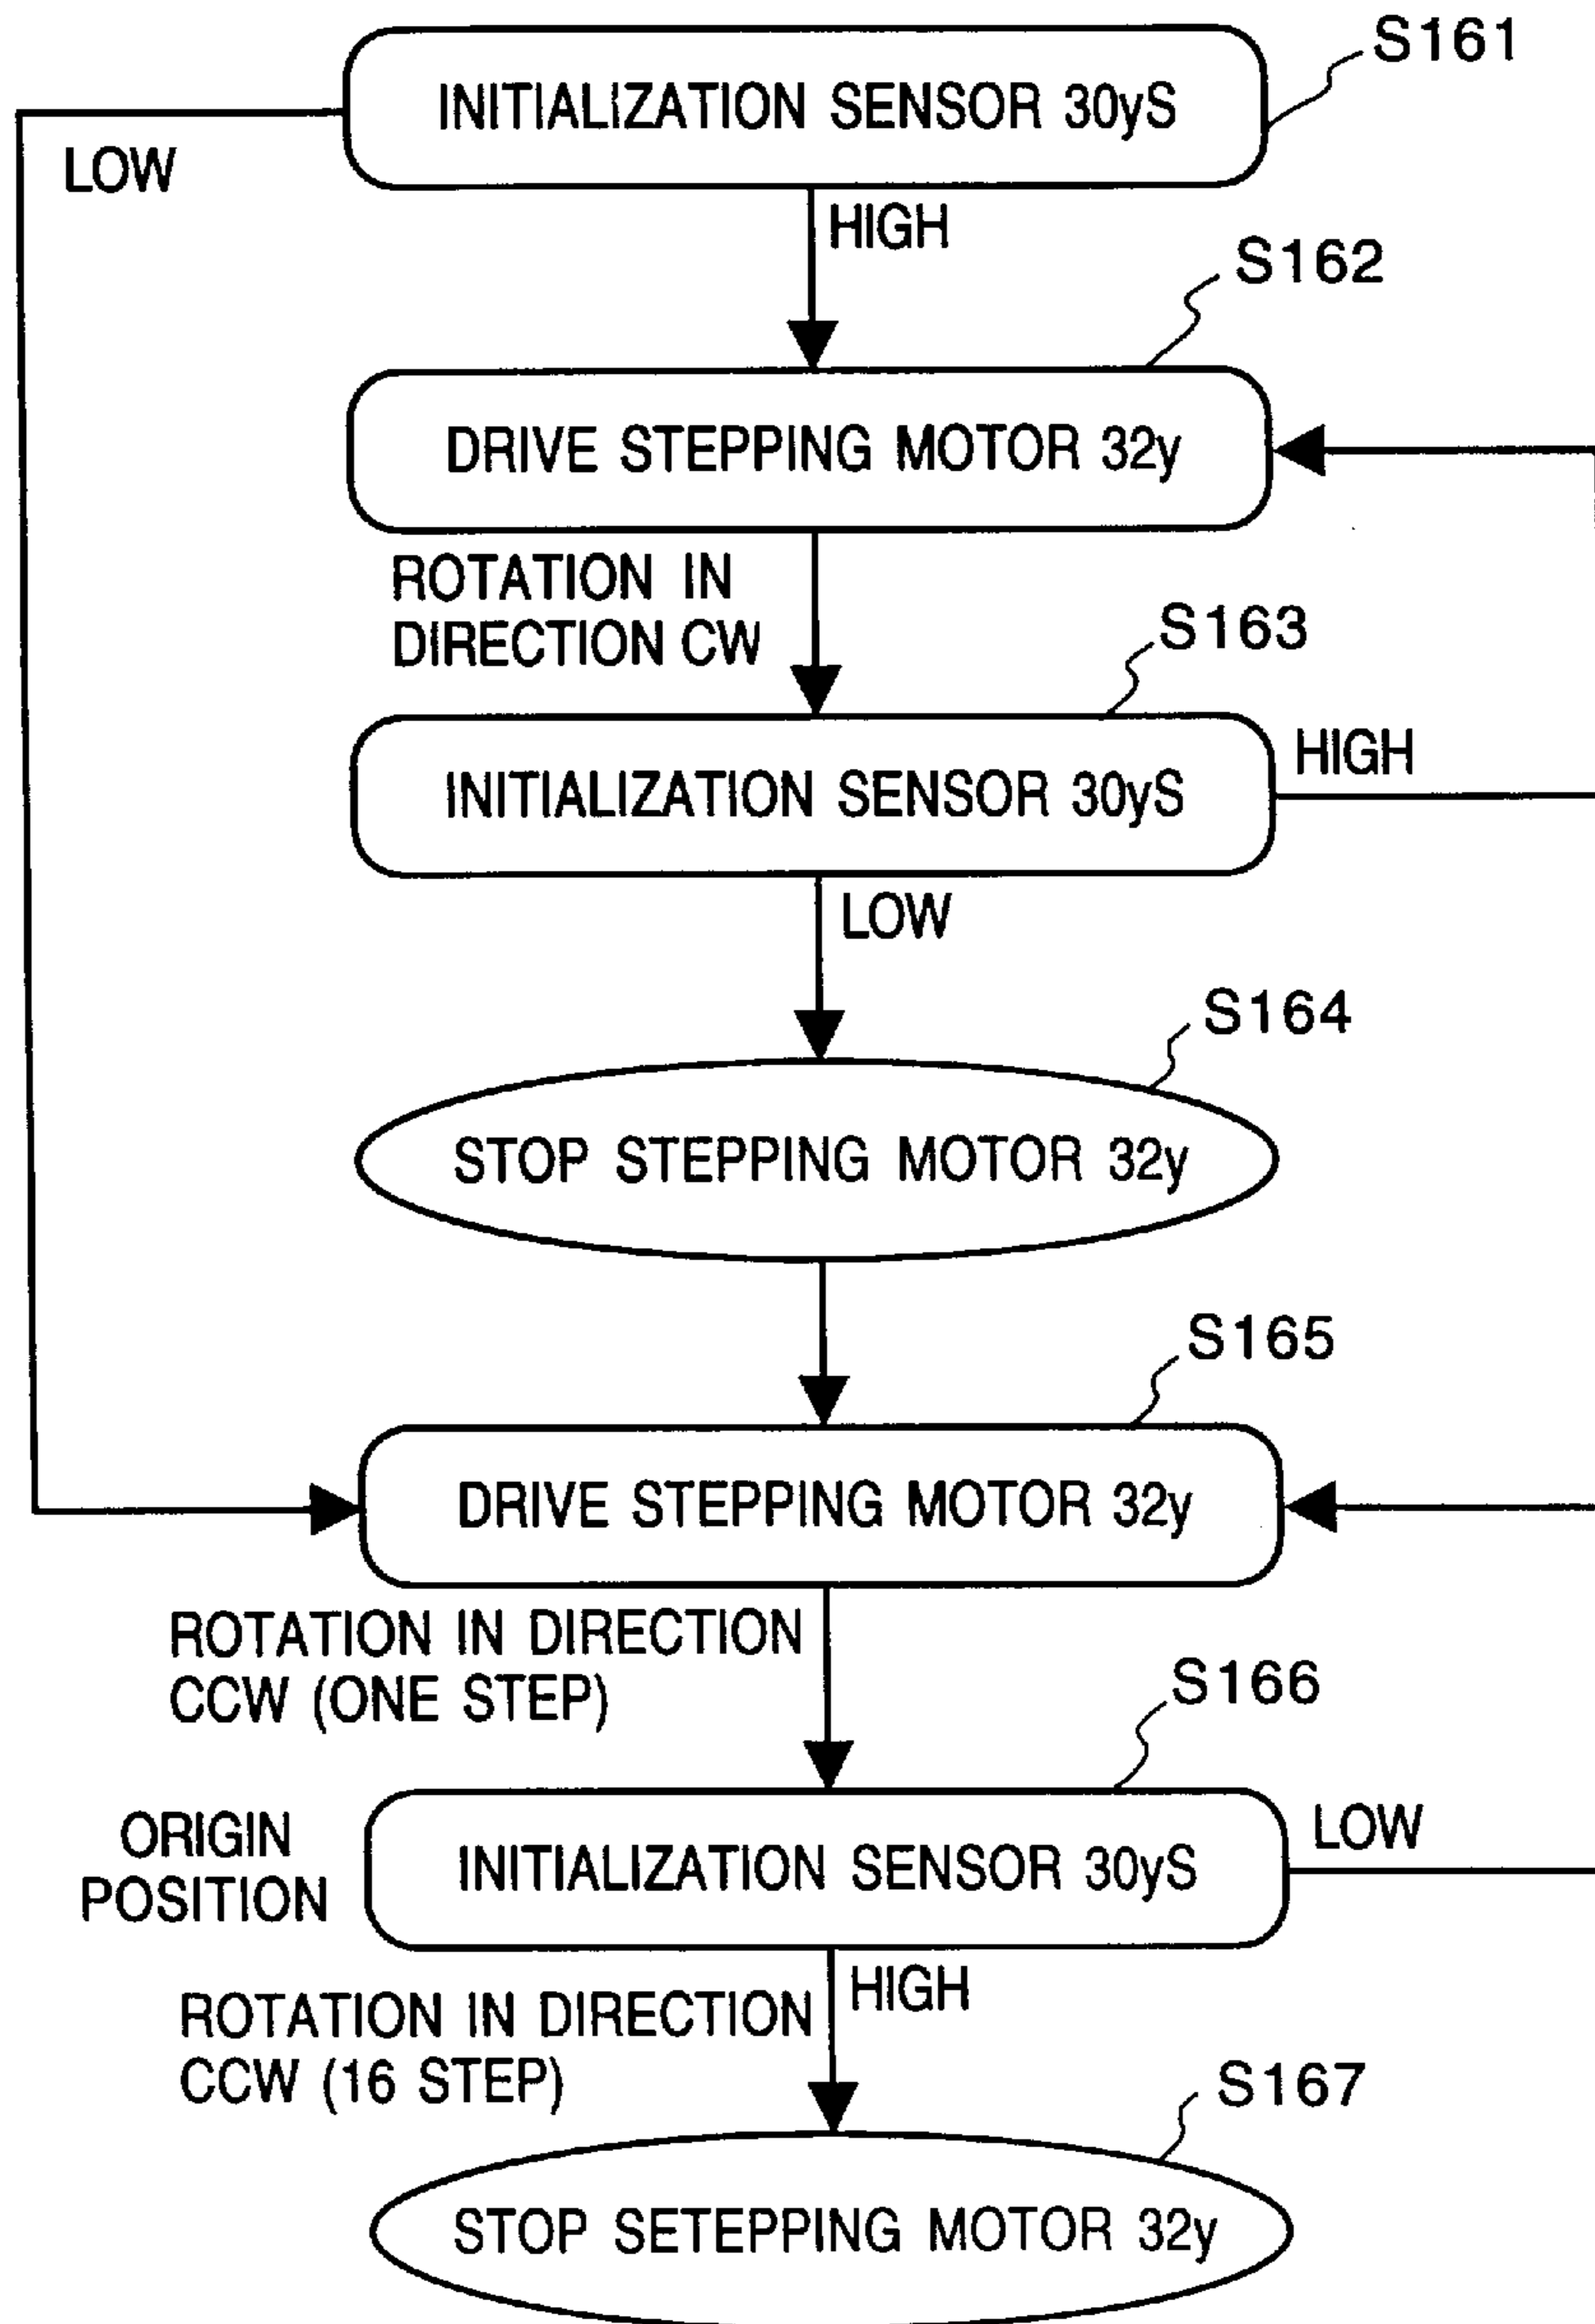 S161
INITIALIZATION SENSOR 30yS
LOW
HIGH
S162
DRIVE STEPPING MOTOR 32y
ROTATION IN
DIRECTION CW
S163
INITIALIZATION SENSOR 30yS
HIGH
LOW
S164
STOP STEPPING MOTOR 32y
S165
DRIVE STEPPING MOTOR 32y
ROTATION IN DIRECTION
CCW (ONE STEP)
S166
ORIGIN
POSITION
INITIALIZATION SENSOR 30yS
LOW
HIGH
ROTATION IN DIRECTION
CCW (16 STEP)
S167
STOP SETEPPING MOTOR 32y